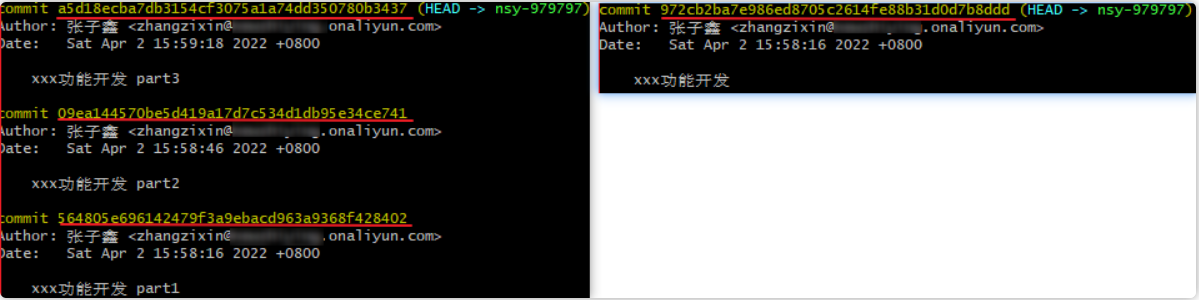 commit a5d18ecba7db3154cf3075a1a74dd350780b3437 (HEAD -> nsy-979797)
Author: 张子鑫 <zhangzixin@ .onaliyun.com>
Date:   Sat Apr 2 15:59:18 2022 +0800
xxx功能开发 part3
commit 09ea144570be5d419a17d7c534d1db95e34ce741
Author: 张子鑫 <zhangzixin@ .onaliyun.com>
Date:   Sat Apr 2 15:58:46 2022 +0800
xxx功能开发 part2
commit 564805e696142479f3a9ebacd963a9368f428402
Author: 张子鑫 <zhangzixin@ .onaliyun.com>
Date:   Sat Apr 2 15:58:16 2022 +0800
xxx功能开发 part1
commit 972cb2ba7e986ed8705c2614fe88b31d0d7b8ddd (HEAD -> nsy-979797)
Author: 张子鑫 <zhangzixin@ .onaliyun.com>
Date:   Sat Apr 2 15:58:16 2022 +0800
xxx功能开发